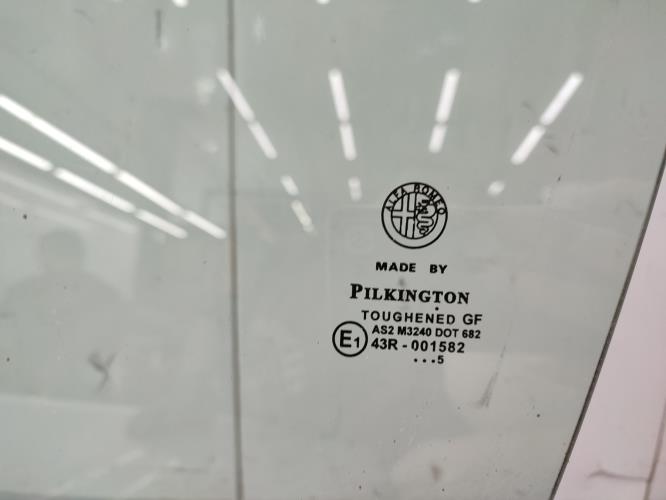 ALFA ROMEO
MADE BY
PILKINGTON
TOUGHENED GF
AS2 M3240 DOT 682
E1
43R - 001582
...5